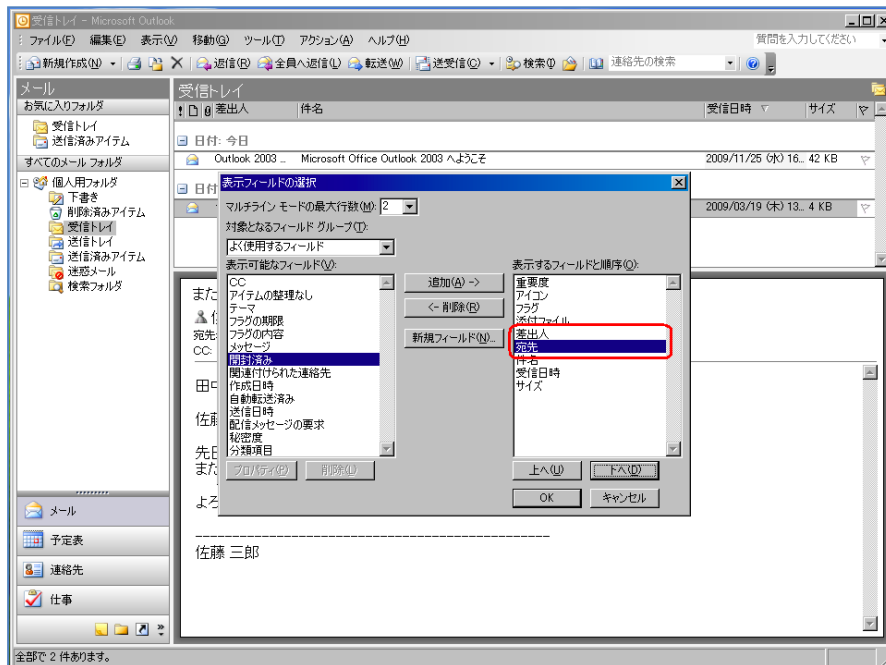 受信トレイ - Microsoft Outlook
ファイル(F) 編集(E) 表示(V) 移動(G) ツール(T) アクション(A) ヘルプ(H) 質問を入力してください
新規作成(N) 返信(R) 全員へ返信(L) 転送(W) 送受信(C) 検索(I) 連絡先の検索
メール
お気に入りフォルダ
受信トレイ
送信済みアイテム
すべてのメール フォルダ
個人用フォルダ
下書き
削除済みアイテム
受信トレイ
送信トレイ
送信済みアイテム
迷惑メール
検索フォルダ
メール
予定表
連絡先
仕事
受信トレイ
差出人 件名 受信日時 サイズ
日付: 今日
Outlook 2003 ... Microsoft Office Outlook 2003 へようこそ 2009/11/25 (水) 16... 42 KB
日付
2009/03/19 (木) 13... 4 KB
また
宛先:
CC:
田中
佐藤
先日
また
よろ
佐藤 三郎
表示フィールドの選択
マルチライン モードの最大行数(M): 2
対象となるフィールド グループ(T):
よく使用するフィールド
表示可能なフィールド(V):
CC
アイテムの整理なし
テーマ
フラグの期限
フラグの内容
メッセージ
開封済み
関連付けられた連絡先
作成日時
自動転送済み
送信日時
配信メッセージの要求
秘密度
分類項目
プロパティ(P) 削除(L)
追加(A) ->
<- 削除(R)
新規フィールド(N)...
表示するフィールドと順序(O):
重要度
アイコン
フラグ
添付ファイル
差出人
宛先
件名
受信日時
サイズ
上へ(U) 下へ(D)
OK キャンセル
全部で 2 件あります。